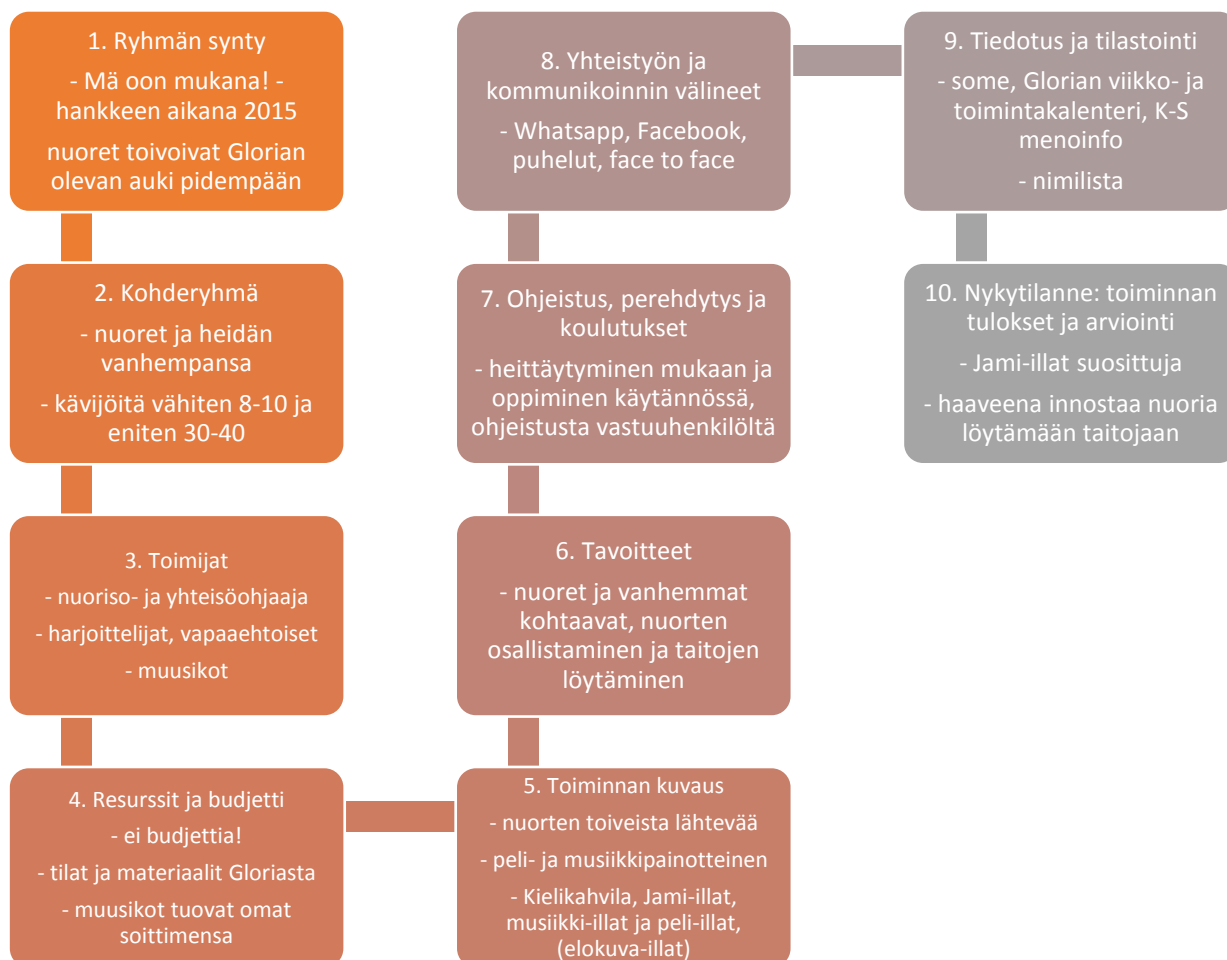 1. Ryhmän synty
- Mä oon mukana! -
hankkeen aikana 2015
nuoret toivoivat Glorian
olevan auki pidempään
2. Kohderyhmä
- nuoret ja heidän
vanhempansa
- kävijöitä vähiten 8-10 ja
eniten 30-40
3. Toimijat
- nuoriso- ja yhteisöohjaaja
- harjoittelijat, vapaaehtoiset
- muusikot
4. Resurssit ja budjetti
- ei budjettia!
- tilat ja materiaalit Gloriasta
- muusikot tuovat omat
soittimensa
5. Toiminnan kuvaus
- nuorten toiveista lähtevää
- peli- ja musiikkipainotteinen
- Kielikahvila, Jami-illat,
musiikki-illat ja peli-illat,
(elokuva-illat)
6. Tavoitteet
- nuoret ja vanhemmat
kohtaavat, nuorten
osallistaminen ja taitojen
löytäminen
7. Ohjeistus, perehdytys ja
koulutukset
- heittäytyminen mukaan ja
oppiminen käytännössä,
ohjeistusta vastuuhenkilöltä
8. Yhteistyön ja
kommunikoinnin välineet
- Whatsapp, Facebook,
puhelut, face to face
9. Tiedotus ja tilastointi
- some, Glorian viikko- ja
toimintakalenteri, K-S
menoinfo
- nimilista
10. Nykytilanne: toiminnan
tulokset ja arviointi
- Jami-illat suosittuja
- haaveena innostaa nuoria
löytämään taitojaan